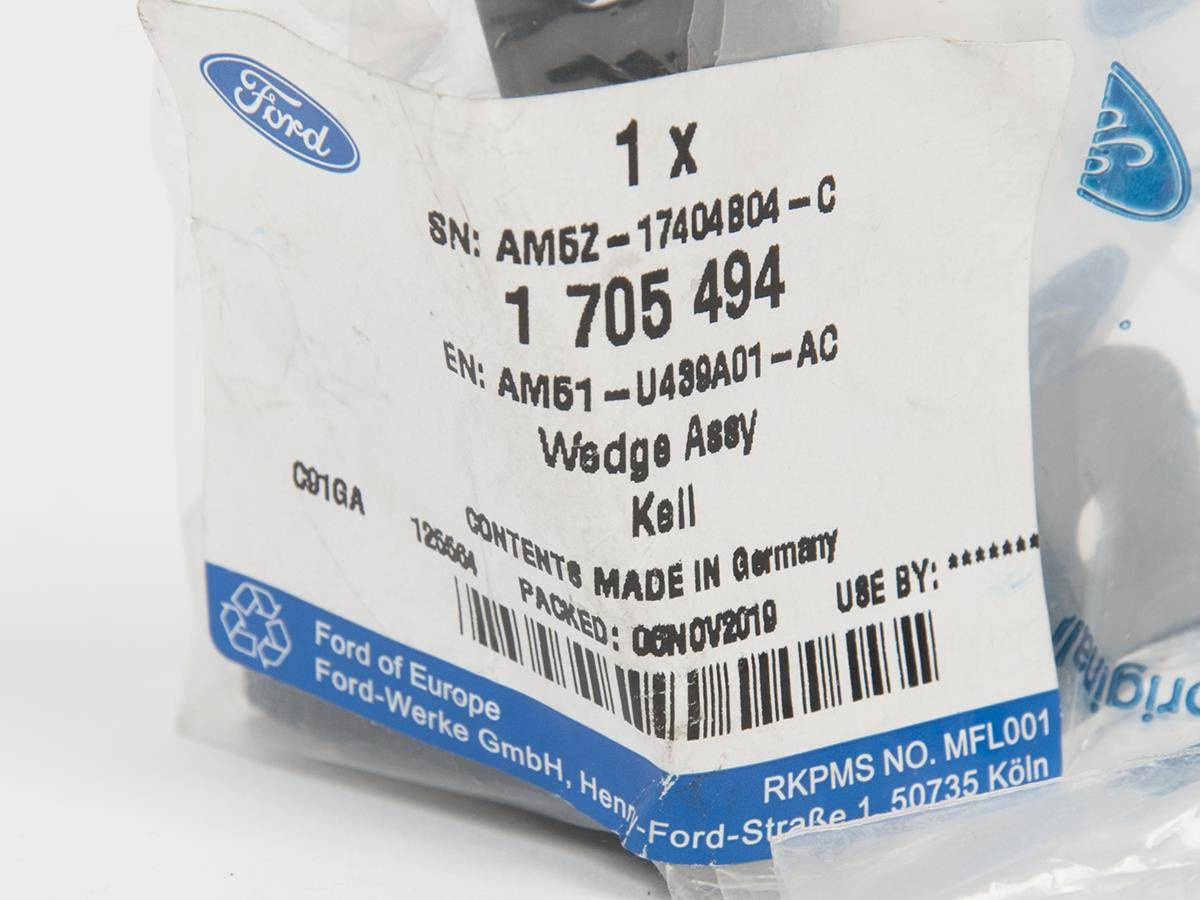 Ford
1 X
SN: AM5Z-17404B04-C
1 705 494
EN: AM51-U439A01-AC
Wedge Assy
Keil
C91GA
125564
CONTENTS MADE IN Germany
PACKED: 06NOV2019
USE BY: *******
Ford of Europe
Ford-Werke GmbH, Henry-Ford-Straße 1, 50735 Köln
RKPMS NO. MFL001